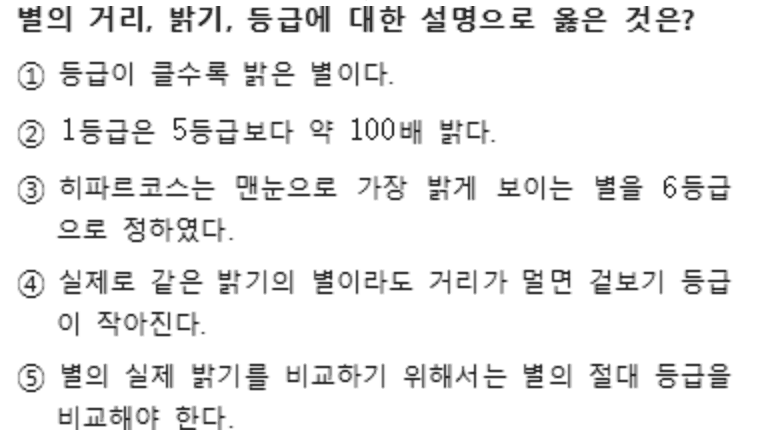 별의 거리, 밝기, 등급에 대한 설명으로 옳은 것은?
① 등급이 클수록 밝은 별이다.
② 1등급은 5등급보다 약 100배 밝다.
③ 히파르코스는 맨눈으로 가장 밝게 보이는 별을 6등급
으로 정하였다.
④ 실제로 같은 밝기의 별이라도 거리가 멀면 겉보기 등급
이 작아진다.
⑤ 별의 실제 밝기를 비교하기 위해서는 별의 절대 등급을
비교해야 한다.